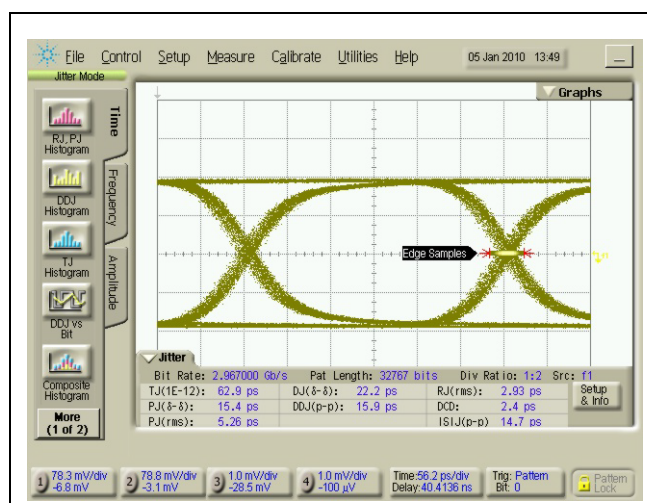 File Control Setup Measure Calibrate Utilities Help 05 Jan 2010 13:49
Jitter Mode
Graphs
Time
Frequency
Amplitude
RJ, PJ
Histogram
DDJ
Histogram
TJ
Histogram
DDJ vs
Bit
Composite
Histogram
More
(1 of 2)
Edge Samples
Jitter
Bit Rate: 2.967000 Gb/s Pat Length: 32767 bits Div Ratio: 1:2 Src: f1
TJ(1E-12): 62.9 ps DJ(δ-δ): 22.2 ps RJ(rms): 2.93 ps
PJ(δ-δ): 15.4 ps DDJ(p-p): 15.9 ps DCD: 2.4 ps
PJ(rms): 5.26 ps ISIJ(p-p) 14.7 ps
Setup
& Info
1 78.3 mV/div
-6.8 mV
2 78.8 mV/div
-3.1 mV
3 1.0 mV/div
-28.5 mV
4 1.0 mV/div
-100 µV
Time:56.2 ps/div
Delay:40.4136 ns
Trig: Pattern
Bit: 0
Pattern
Lock